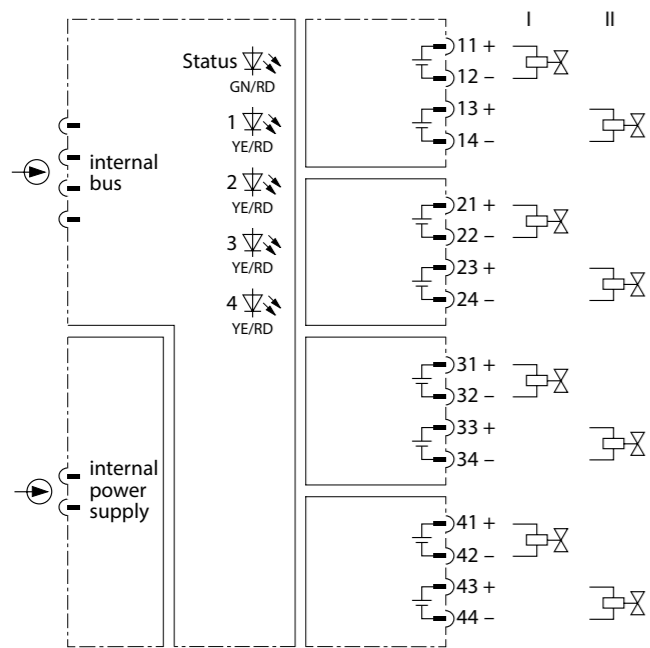 I II
Status
GN/RD
1
YE/RD
2
YE/RD
3
YE/RD
4
YE/RD
internal
bus
internal
power
supply
11 +
12 –
13 +
14 –
21 +
22 –
23 +
24 –
31 +
32 –
33 +
34 –
41 +
42 –
43 +
44 –